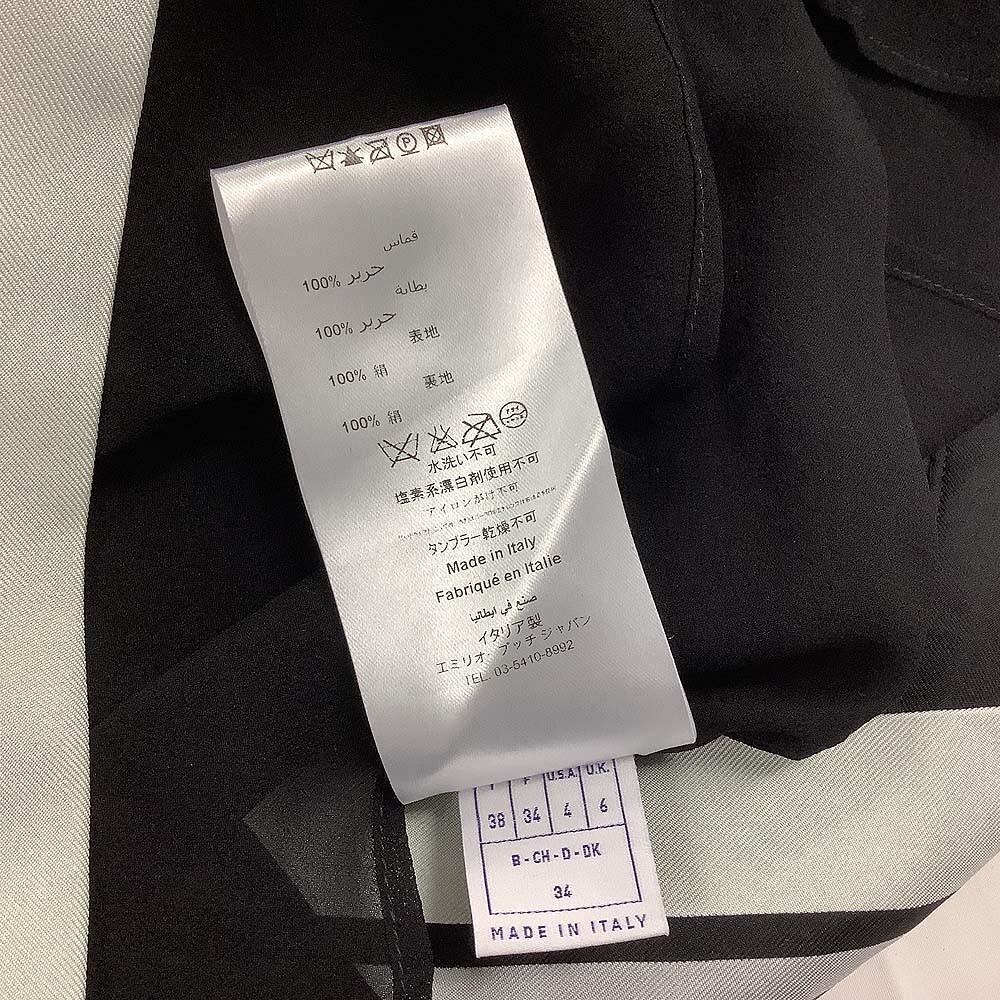 قماش
100% حرير
بطانة
100% حرير
表地
100% 絹
裏地
100% 絹
水洗い不可
塩素系漂白剤使用不可
アイロンがけ不可
タンブラー乾燥不可
Made in Italy
Fabriqué en Italie
صنع في ايطاليا
イタリア製
エミリオ・プッチ ジャパン
TEL. 03-5410-8992
U.S.A. U.K.
38 34 4 6
B-CH-D-DK
34
MADE IN ITALY